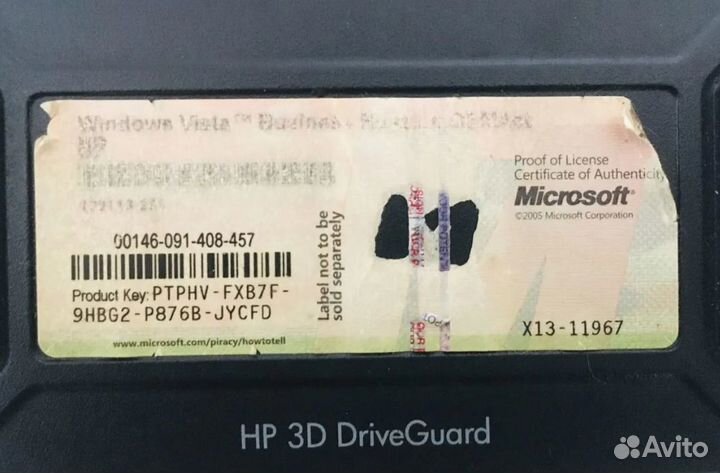 Windows Vista™ Business
HP
Proof of License
Certificate of Authenticity
Microsoft®
©2005 Microsoft Corporation
00146-091-408-457
Product Key: PTPHV-FXB7F-
9HBG2-P876B-JYCFD
www.microsoft.com/piracy/howtotell
Label not to be
sold separately
X13-11967
HP 3D DriveGuard
Avito